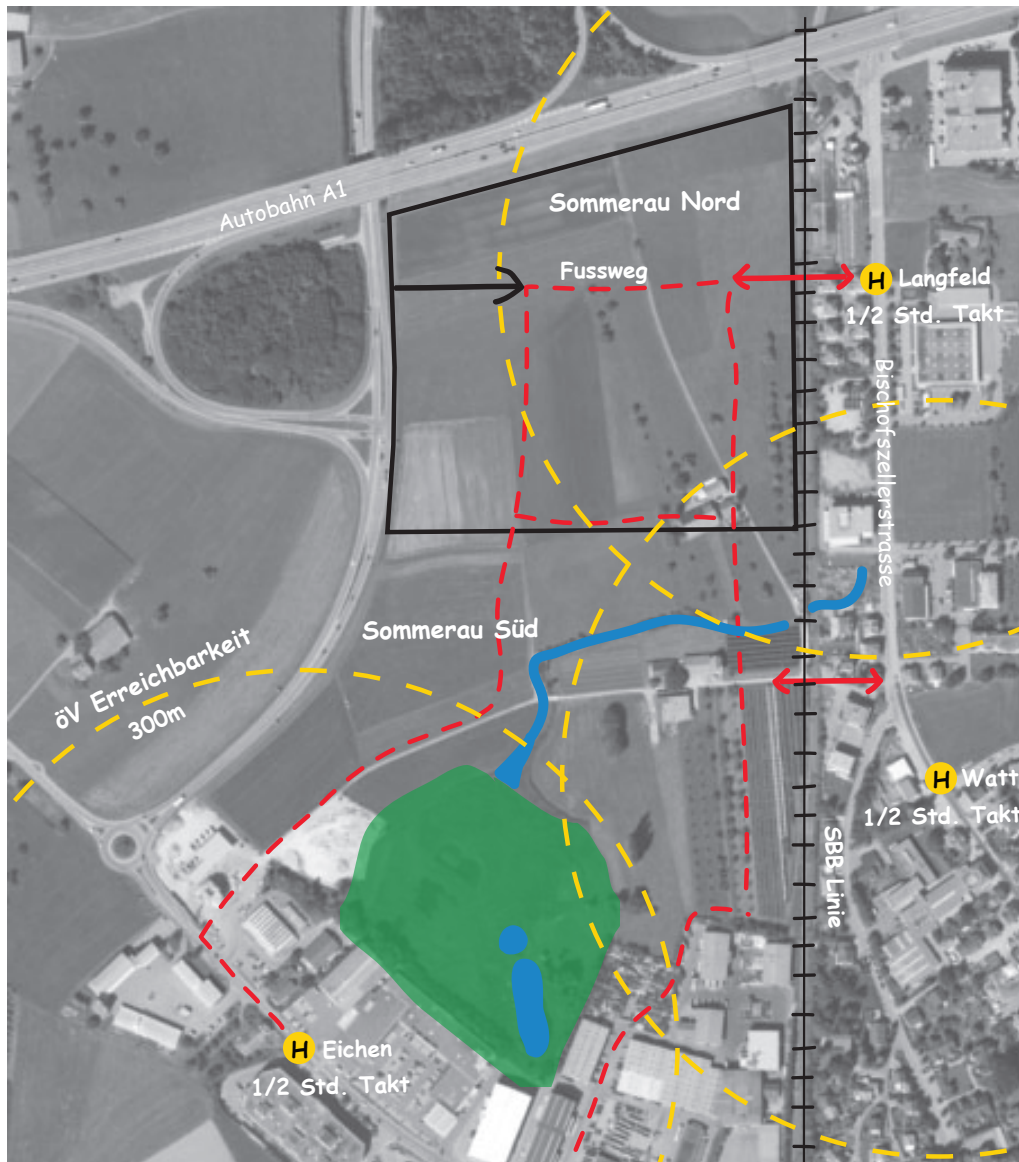 Autobahn A1
Sommerau Nord
Fussweg
H Langfeld
1/2 Std. Takt
Bischofszellerstrasse
Sommerau Süd
öV Erreichbarkeit
300m
H Watt
1/2 Std. Takt
SBB Linie
H Eichen
1/2 Std. Takt